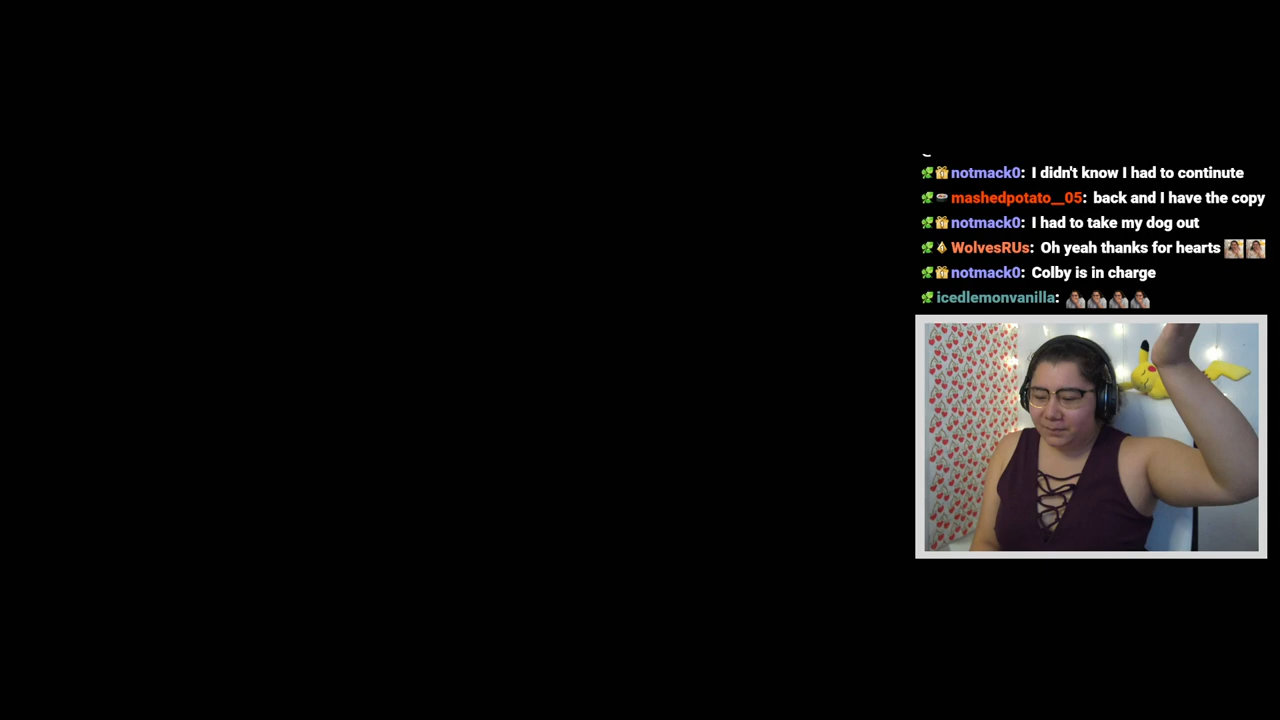 notmack0: I didn't know I had to continute
mashedpotato__05: back and I have the copy
notmack0: I had to take my dog out
WolvesRUs: Oh yeah thanks for hearts
notmack0: Colby is in charge
icedlemonvanilla: